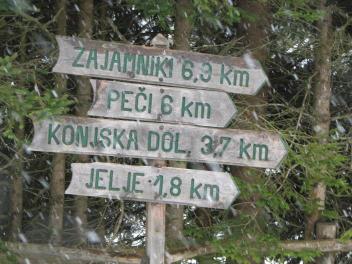 ZAJAMNIKI 6,9 km
PEČI 6 km
KONJSKA DOL. 3,7 km
JELJE 1,8 km